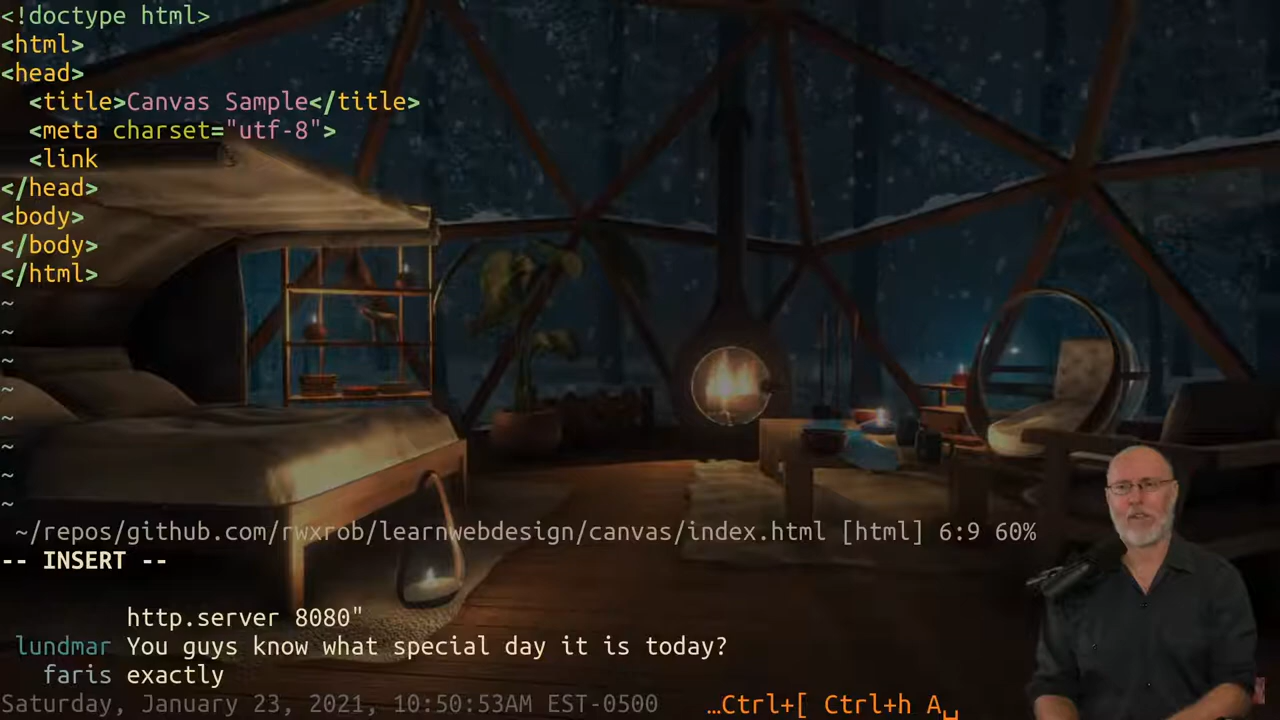 <!doctype html>
<html>
<head>
  <title>Canvas Sample</title>
  <meta charset="utf-8">
  <link
</head>
<body>
</body>
</html>
~
~
~
~
~
~
~
~
~/repos/github.com/rwxrob/learnwebdesign/canvas/index.html [html] 6:9 60%
-- INSERT --
http.server 8080"
lundmar You guys know what special day it is today?
faris exactly
Saturday, January 23, 2021, 10:50:53AM EST-0500 …Ctrl+[ Ctrl+h A␣